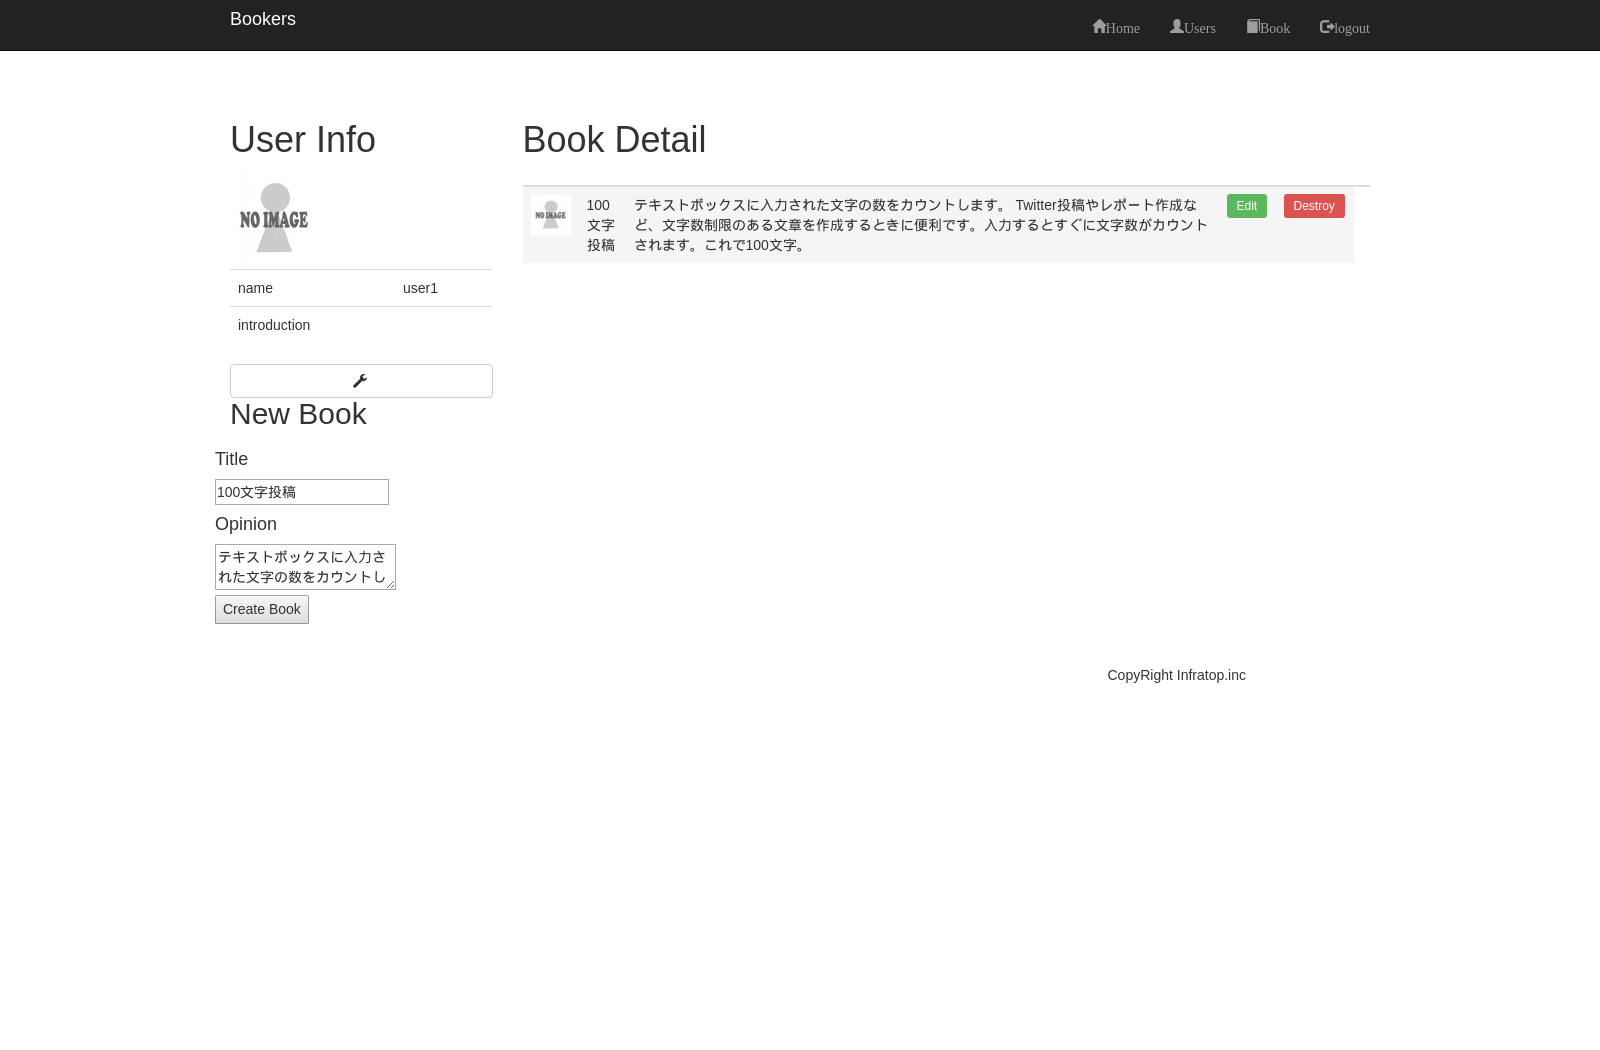 Bookers
Home Users Book logout
User Info
NO IMAGE
name user1
introduction
New Book
Title
100文字投稿
Opinion
テキストボックスに入力さ
れた文字の数をカウントし
Create Book
Book Detail
NO IMAGE
100
文字
投稿
テキストボックスに入力された文字の数をカウントします。 Twitter投稿やレポート作成な
ど、文字数制限のある文章を作成するときに便利です。入力するとすぐに文字数がカウント
されます。これで100文字。
Edit Destroy
CopyRight Infratop.inc